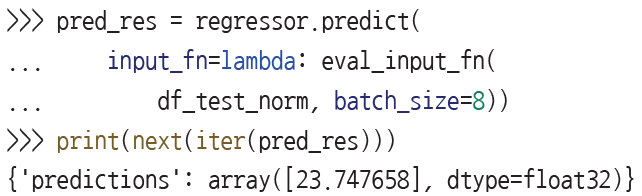 >>> pred_res = regressor.predict(
...     input_fn=lambda: eval_input_fn(
...         df_test_norm, batch_size=8))
>>> print(next(iter(pred_res)))
{'predictions': array([23.747658], dtype=float32)}